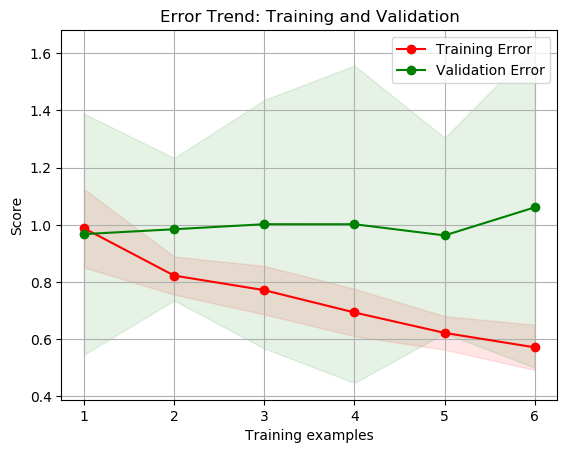 Error Trend: Training and Validation
Training Error
Validation Error
1.6
1.4
1.2
1.0
0.8
0.6
0.4
Score
1 2 3 4 5 6
Training examples